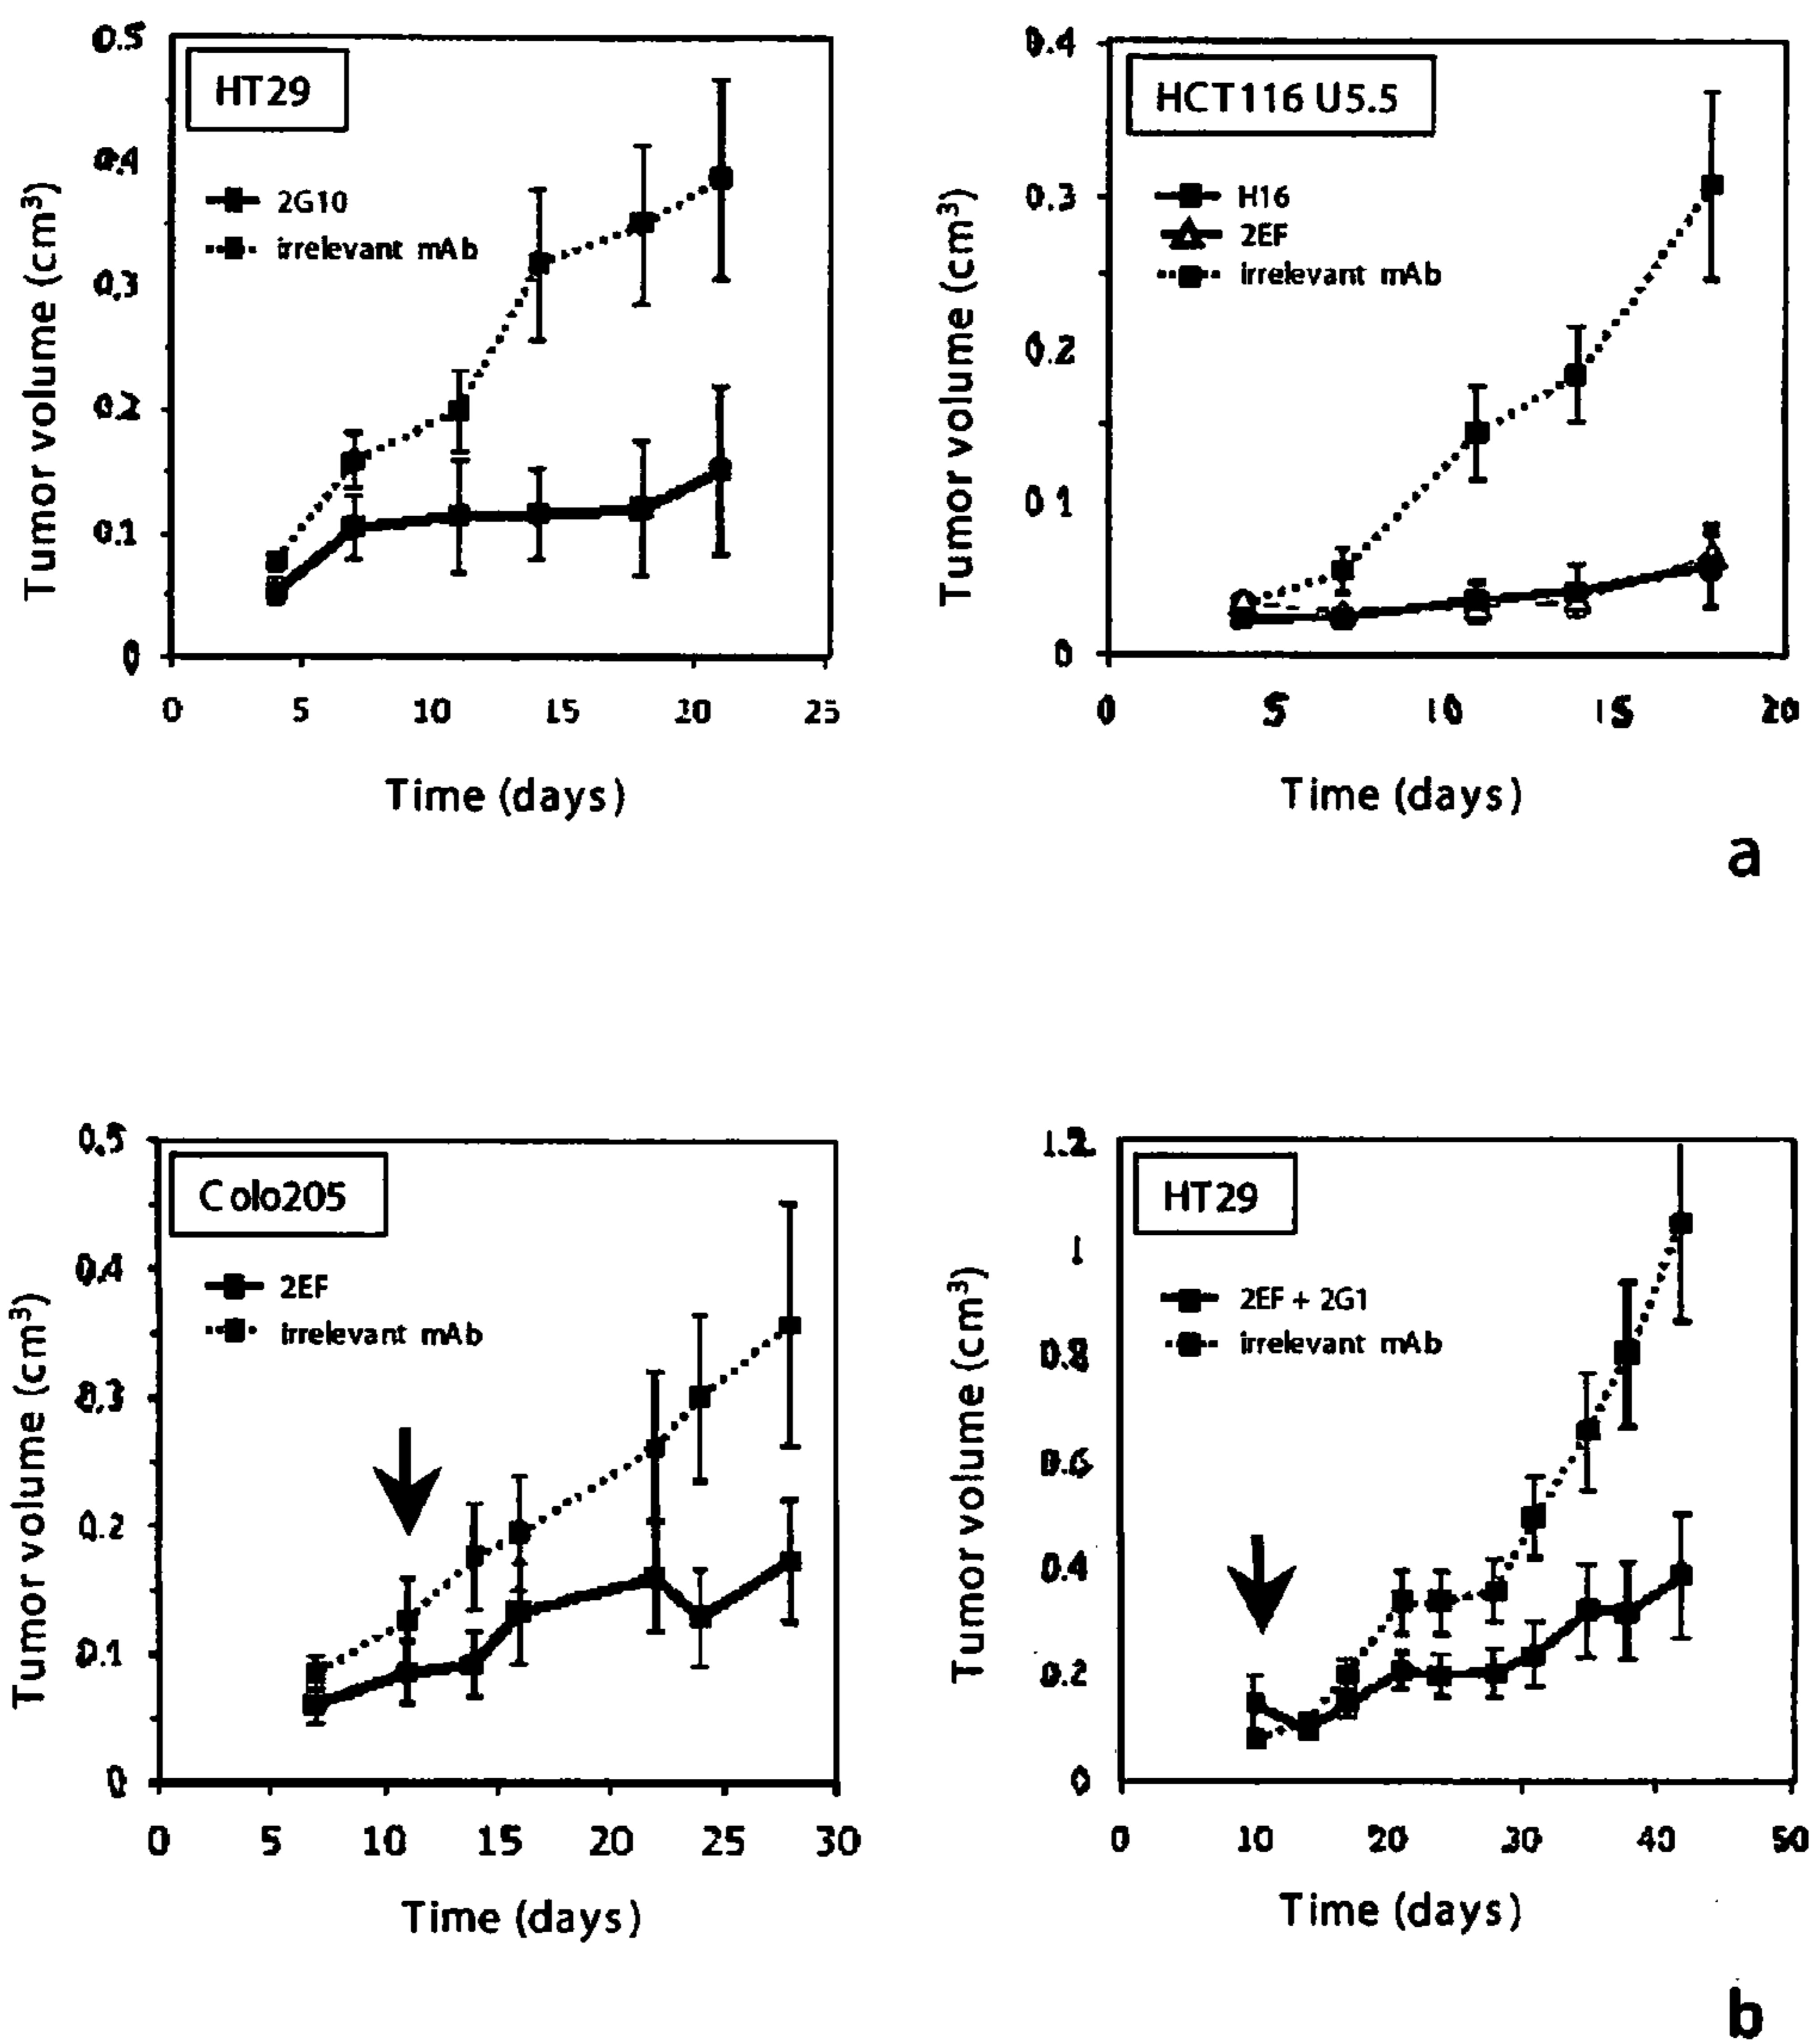 HT29
2G10
irrelevant mAb
Tumor volume (cm³)
0.5
0.4
0.3
0.2
0.1
0
0 5 10 15 20 25
Time (days)
HCT116 U5.5
H16
2EF
irrelevant mAb
Tumor volume (cm³)
0.4
0.3
0.2
0.1
0
0 5 10 15 20
Time (days)
a
Colo205
2EF
irrelevant mAb
Tumor volume (cm³)
0.5
0.4
0.3
0.2
0.1
0
0 5 10 15 20 25 30
Time (days)
HT29
2EF + 2G1
irrelevant mAb
Tumor volume (cm³)
1.2
1
0.8
0.6
0.4
0.2
0
0 10 20 30 40 50
Time (days)
b